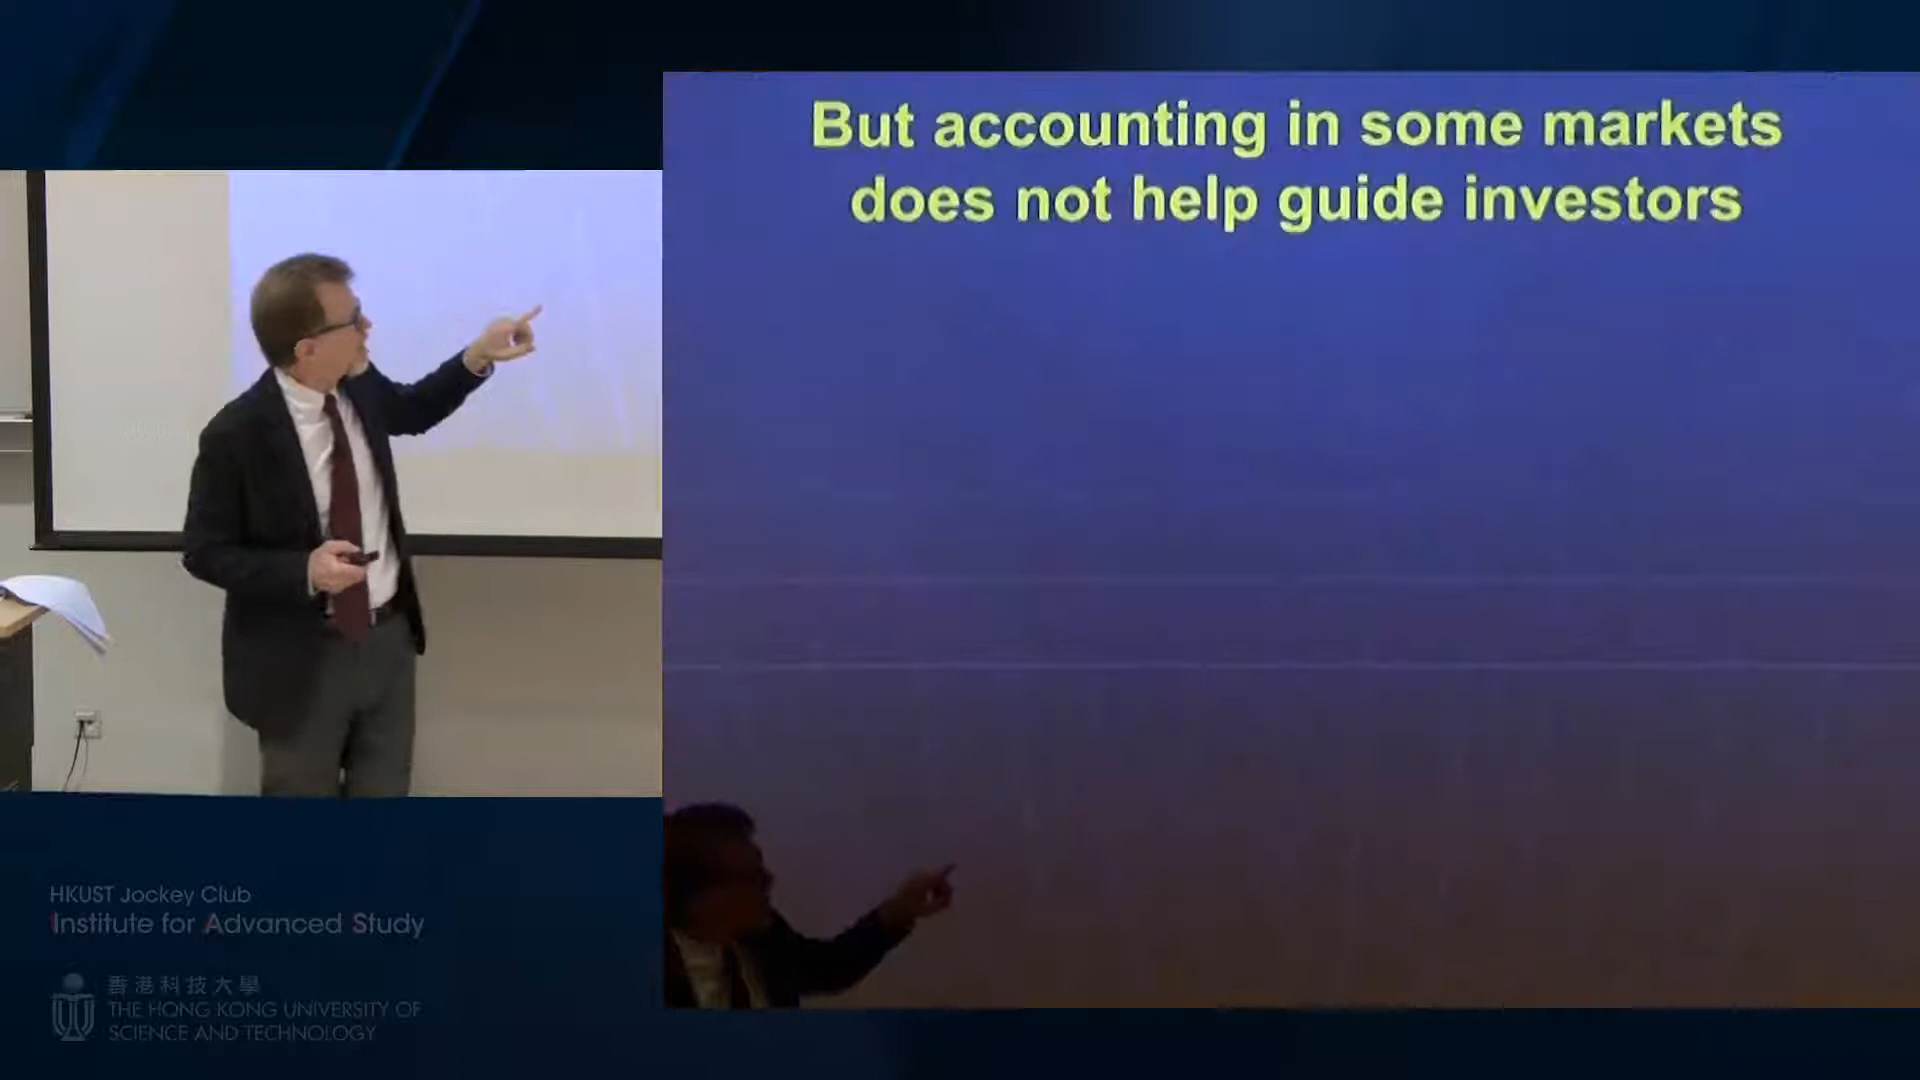 But accounting in some markets
does not help guide investors
HKUST Jockey Club
Institute for Advanced Study
香港科技大學
THE HONG KONG UNIVERSITY OF
SCIENCE AND TECHNOLOGY